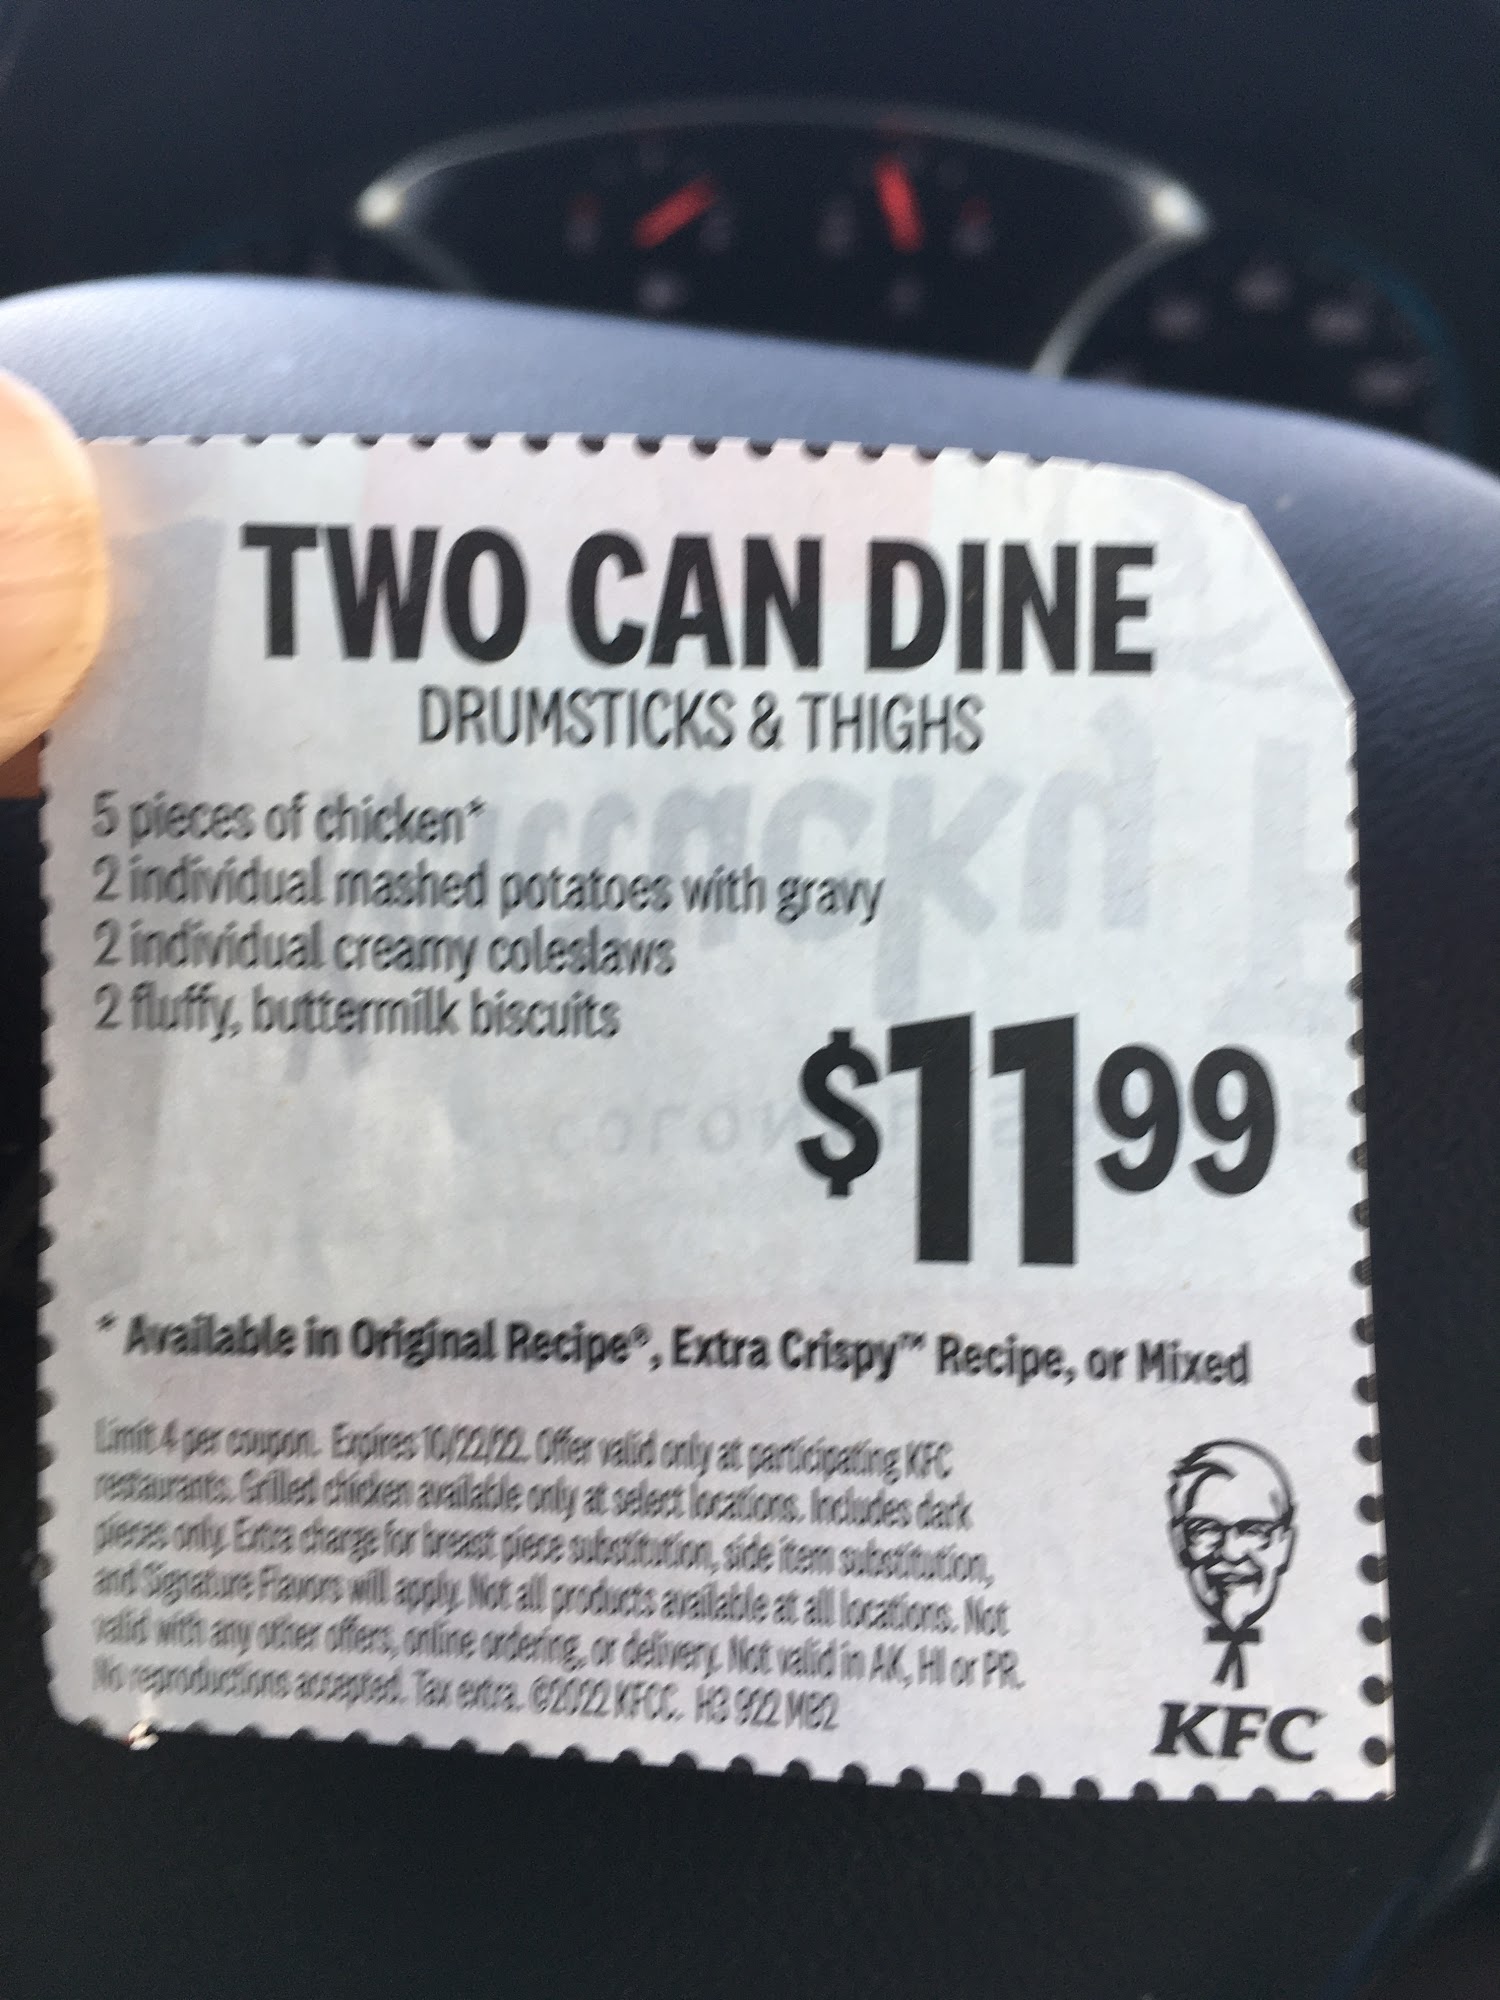 TWO CAN DINE
DRUMSTICKS & THIGHS
5 pieces of chicken*
2 individual mashed potatoes with gravy
2 individual creamy coleslaws
2 fluffy, buttermilk biscuits
$11 99
* Available in Original Recipe®, Extra Crispy™ Recipe, or Mixed
Limit 4 per coupon. Expires 10/22/22. Offer valid only at participating KFC
restaurants. Grilled chicken available only at select locations. Includes dark
pieces only. Extra charge for breast piece substitution, side item substitution,
and Signature Flavors will apply. Not all products available at all locations. Not
valid with any other offers, online ordering, or delivery. Not valid in AK, HI or PR.
No reproductions accepted. Tax extra. ©2022 KFCC. H3 922 MB2
KFC